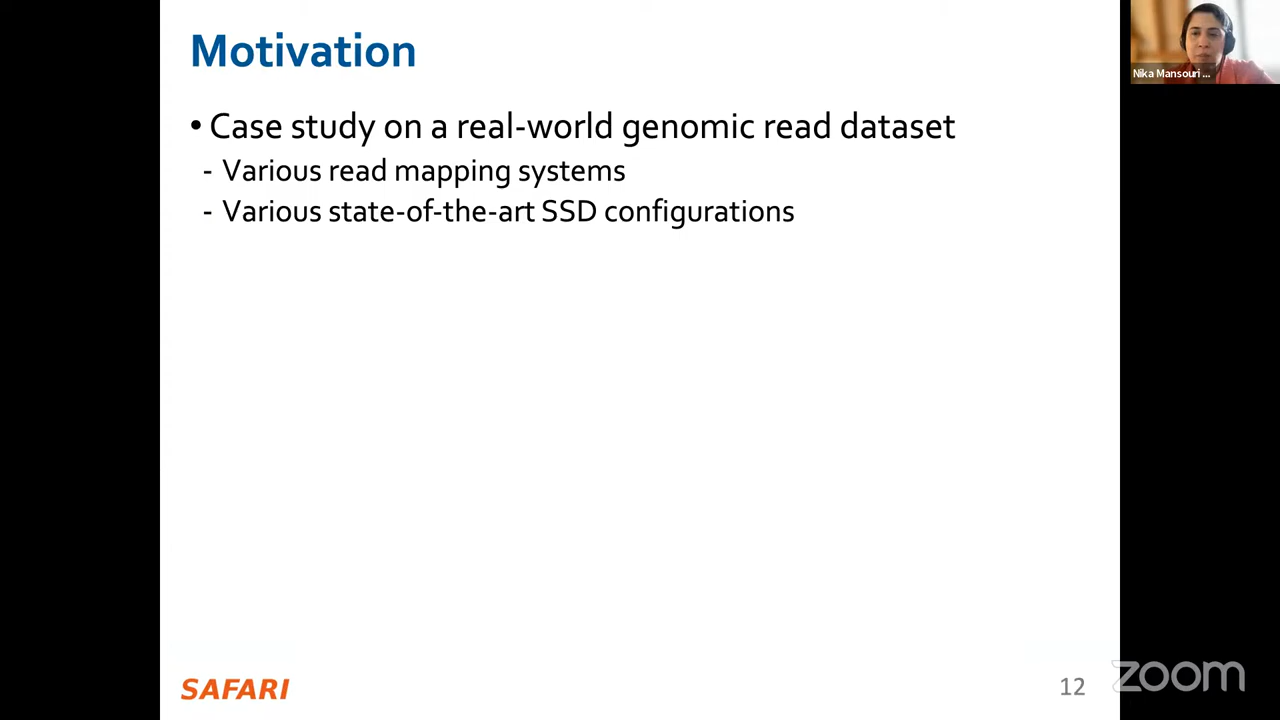 Motivation
• Case study on a real-world genomic read dataset
- Various read mapping systems
- Various state-of-the-art SSD configurations
SAFARI
12
zoom
Nika Mansouri ...